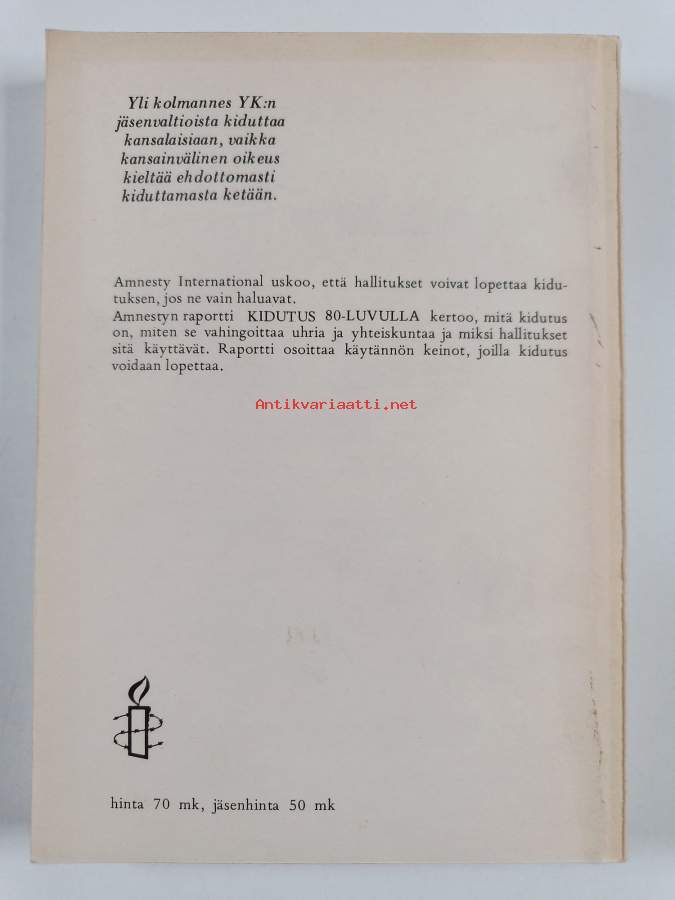 Yli kolmannes YK:n
jäsenvaltioista kiduttaa
kansalaisiaan, vaikka
kansainvälinen oikeus
kieltää ehdottomasti
kiduttamasta ketään.
Amnesty International uskoo, että hallitukset voivat lopettaa kidu-
tuksen, jos ne vain haluavat.
Amnestyn raportti KIDUTUS 80-LUVULLA kertoo, mitä kidutus
on, miten se vahingoittaa uhria ja yhteiskuntaa ja miksi hallitukset
sitä käyttävät. Raportti osoittaa käytännön keinot, joilla kidutus
voidaan lopettaa.
Antikvariaatti.net
hinta 70 mk, jäsenhinta 50 mk